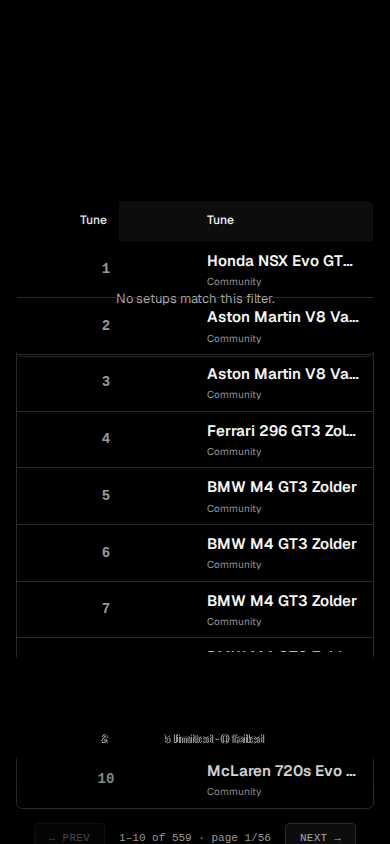 Tune Tune
1 Honda NSX Evo GT…
Community
No setups match this filter.
2 Aston Martin V8 Va…
Community
3 Aston Martin V8 Va…
Community
4 Ferrari 296 GT3 Zol…
Community
5 BMW M4 GT3 Zolder
Community
6 BMW M4 GT3 Zolder
Community
7 BMW M4 GT3 Zolder
Community
10 McLaren 720s Evo …
Community
← PREV 1–10 of 559 · page 1/56 NEXT →